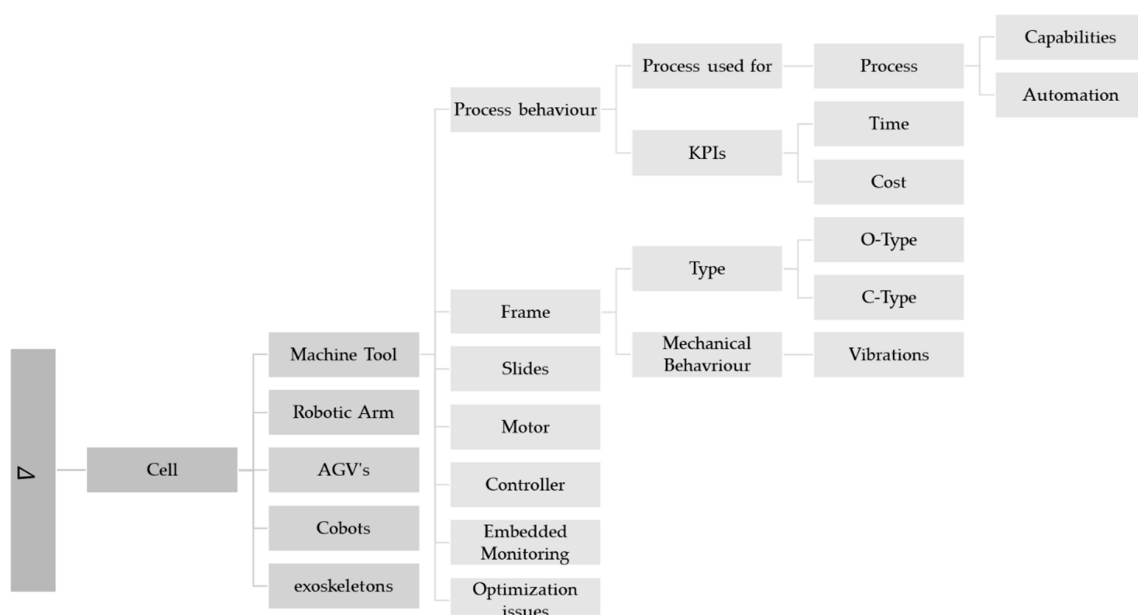 Capabilities
Process used for
Process
Automation
Process behaviour
Time
KPIs
Cost
O-Type
Type
C-Type
Frame
Mechanical
Behavriour
Vibrations
Machine Tool
Slides
Robotic Arm
Motor
Cell
AGV's
Controller
Cobots
Embedded
Monitoring
exoskeletons
Optimization
issues